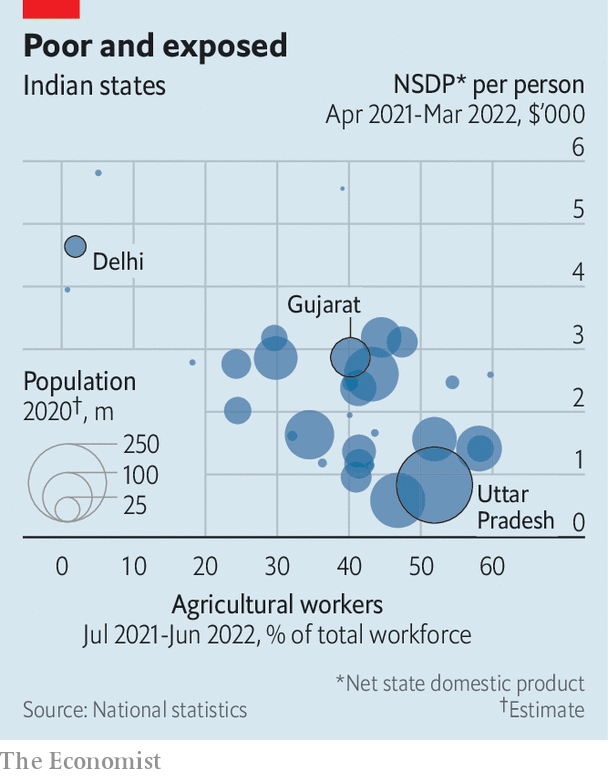 Poor and exposed
Indian states
NSDP* per person
Apr 2021-Mar 2022, $’000
6
5
4
3
2
1
0
Delhi
Gujarat
Population
2020†, m
250
100
25
Uttar
Pradesh
0 10 20 30 40 50 60
Agricultural workers
Jul 2021-Jun 2022, % of total workforce
*Net state domestic product
Source: National statistics
†Estimate
The Economist